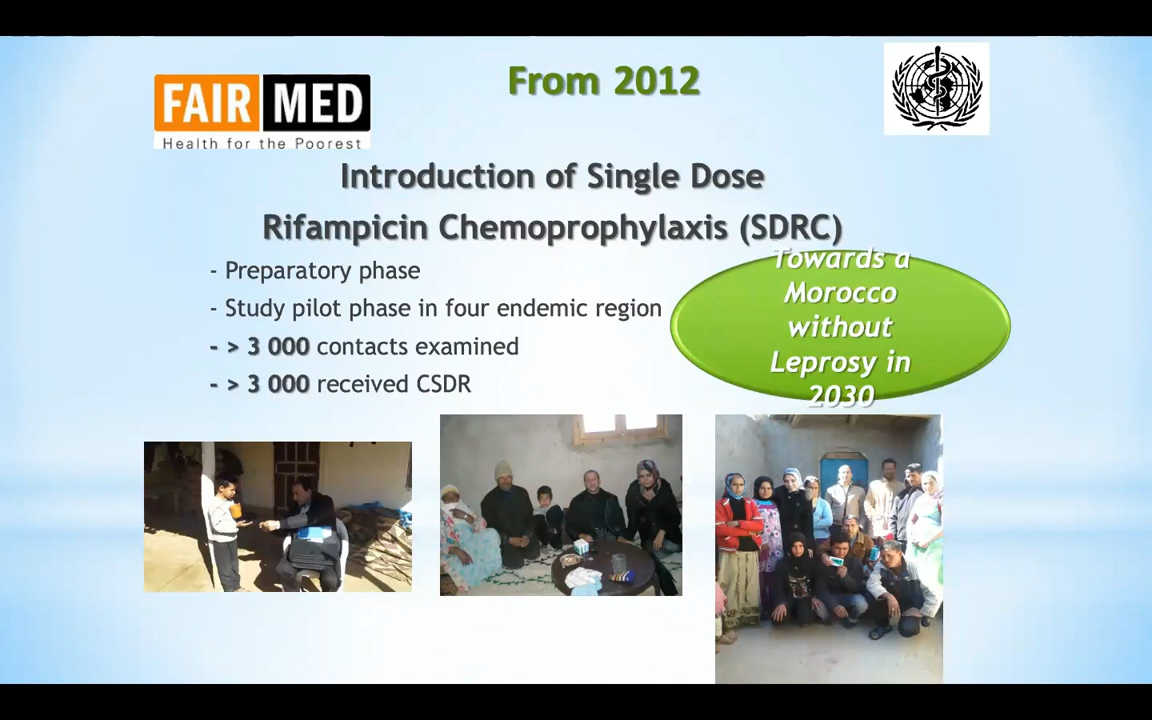 FAIR MED
Health for the Poorest
From 2012
Introduction of Single Dose
Rifampicin Chemoprophylaxis (SDRC)
- Preparatory phase
- Study pilot phase in four endemic region
- > 3 000 contacts examined
- > 3 000 received CSDR
Towards a
Morocco
without
Leprosy in
2030